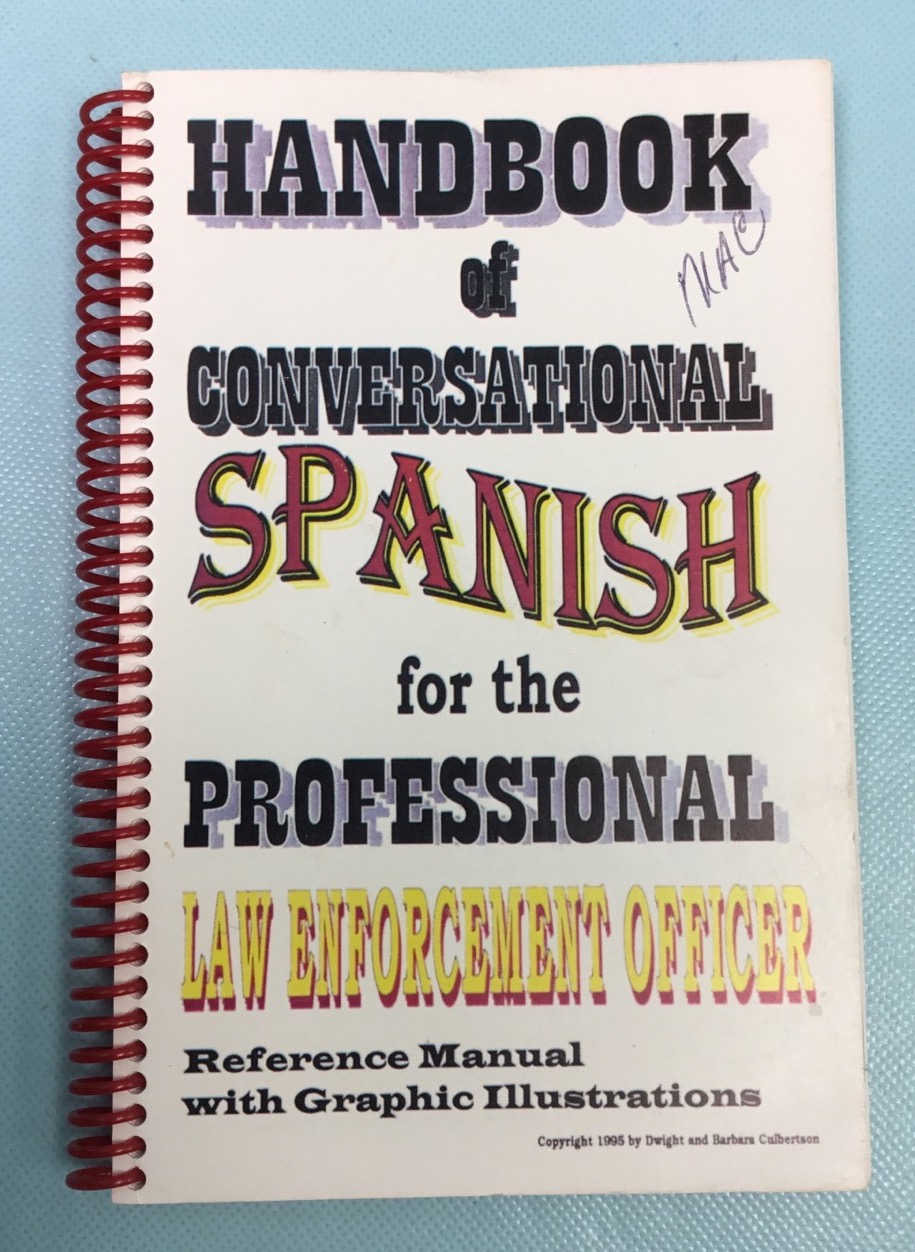 HANDBOOK
of
MAC
CONVERSATIONAL
SPANISH
for the
PROFESSIONAL
LAW ENFORCEMENT OFFICER
Reference Manual
with Graphic Illustrations
Copyright 1995 by Dwight and Barbara Culbertson